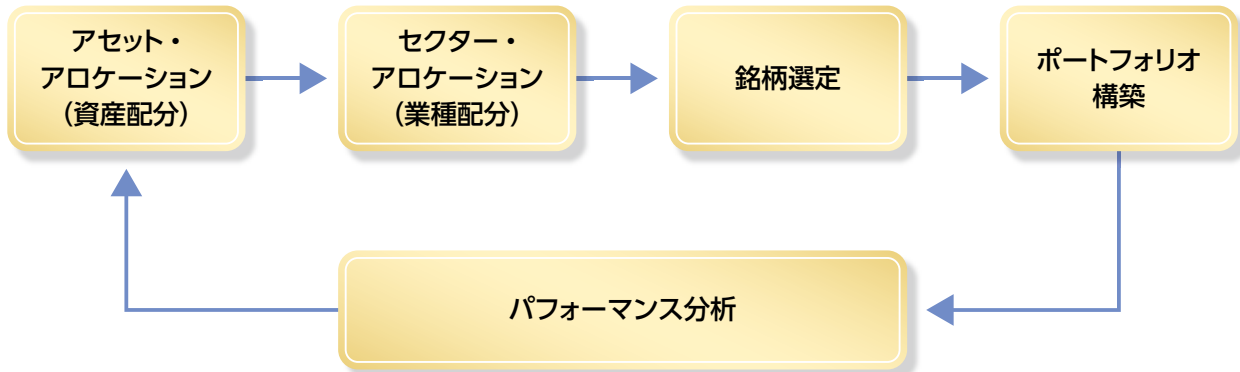 アセット・
アロケーション
(資産配分)
セクター・
アロケーション
(業種配分)
銘柄選定
ポートフォリオ
構築
パフォーマンス分析